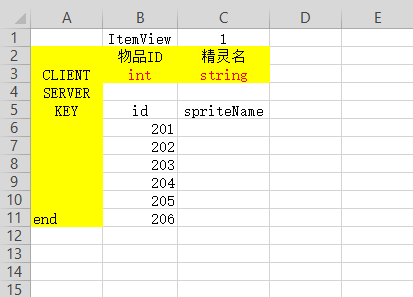 A B C D E
1 ItemView 1
2 物品ID 精灵名
3 CLIENT int string
4 SERVER
5 KEY id spriteName
6 201
7 202
8 203
9 204
10 205
11 end 206
12
13
14
15